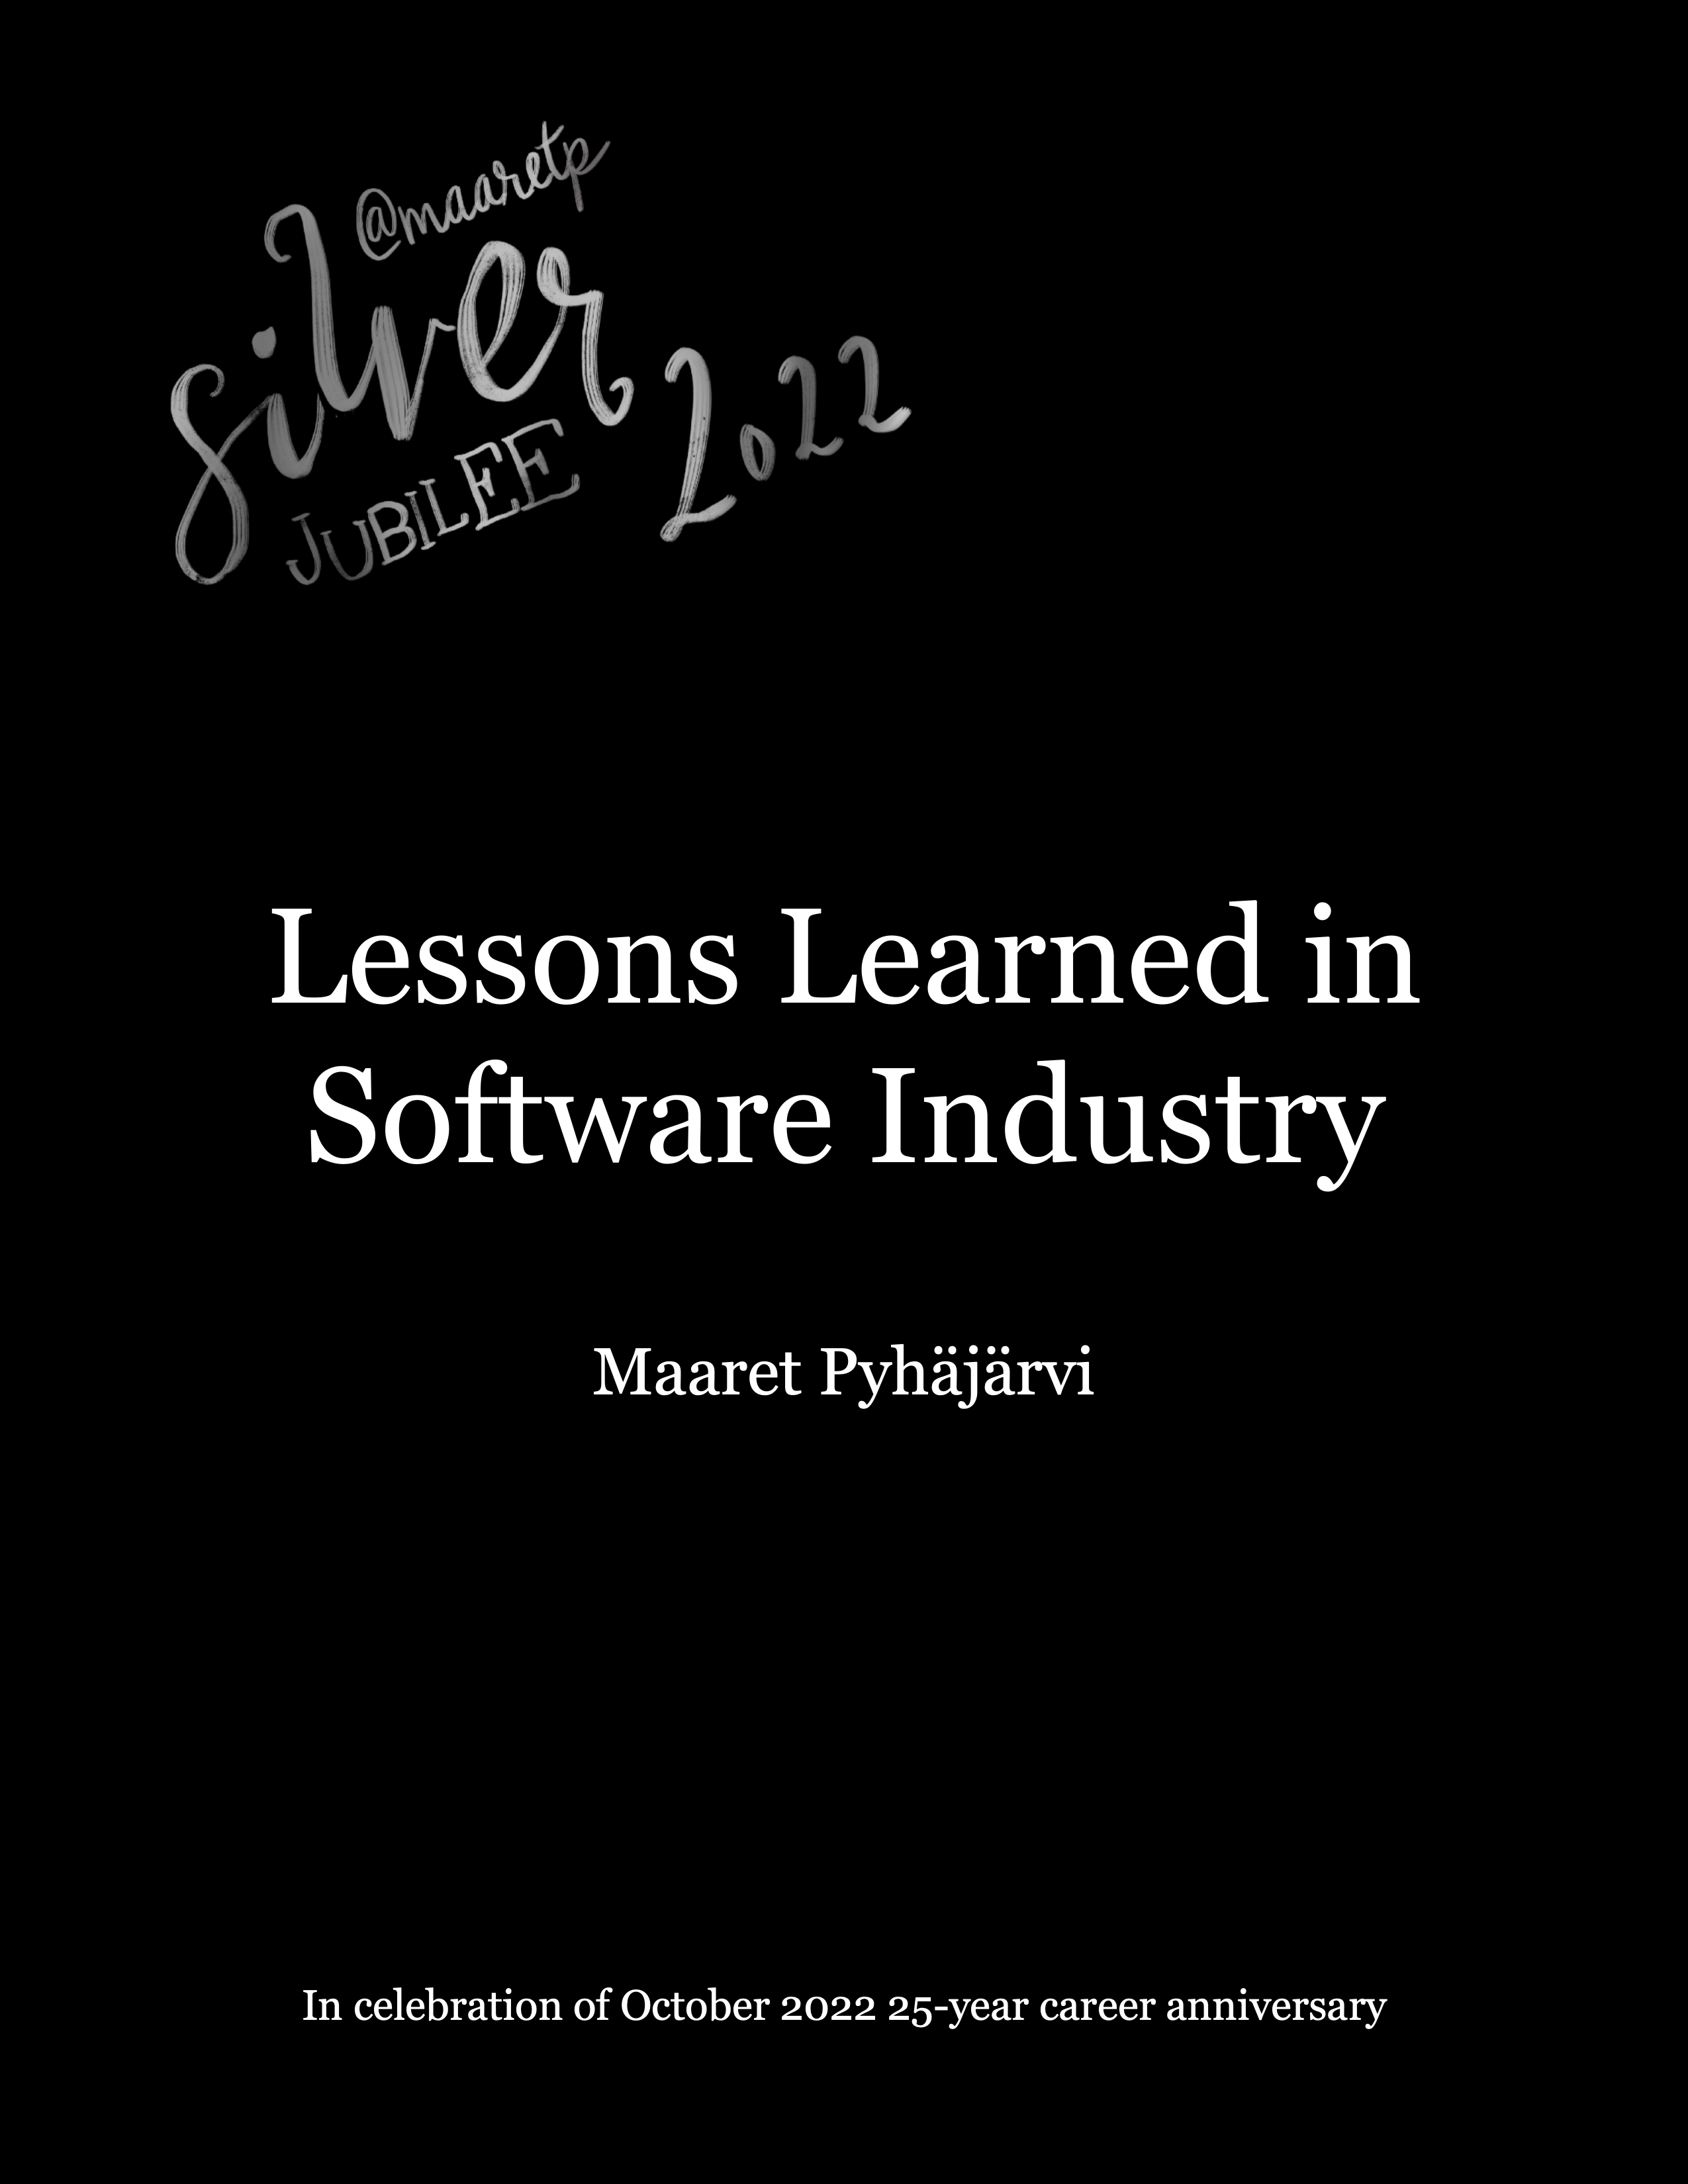 @maaretp
silver 2022
JUBILEE
Lessons Learned in
Software Industry
Maaret Pyhäjärvi
In celebration of October 2022 25-year career anniversary